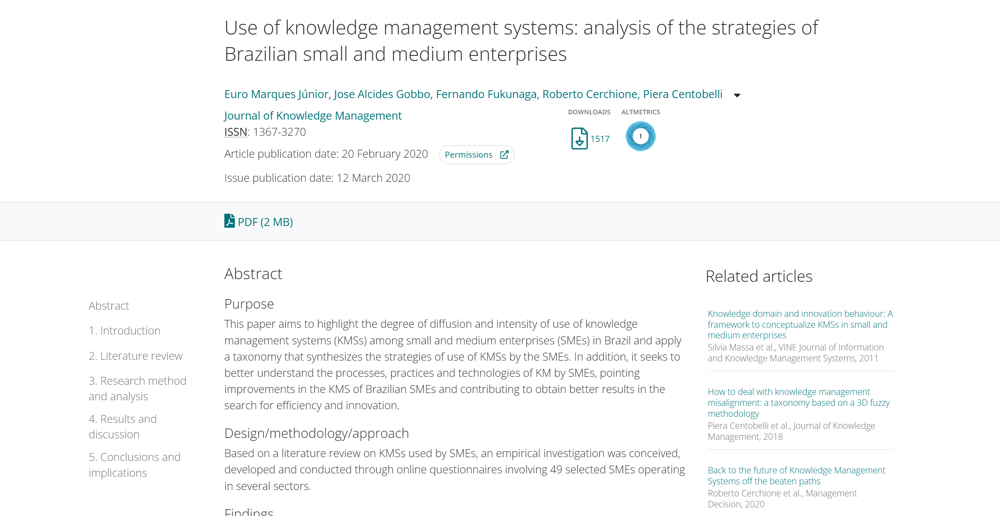 Use of knowledge management systems: analysis of the strategies of
Brazilian small and medium enterprises
Euro Marques Júnior, Jose Alcides Gobbo, Fernando Fukunaga, Roberto Cerchione, Piera Centobelli
Journal of Knowledge Management
ISSN: 1367-3270
Article publication date: 20 February 2020
Permissions
Issue publication date: 12 March 2020
DOWNLOADS
1517
ALTMETRICS
1
PDF (2 MB)
Abstract
1. Introduction
2. Literature review
3. Research method
and analysis
4. Results and
discussion
5. Conclusions and
implications
Abstract
Purpose
This paper aims to highlight the degree of diffusion and intensity of use of knowledge
management systems (KMSs) among small and medium enterprises (SMEs) in Brazil and apply
a taxonomy that synthesizes the strategies of use of KMSs by the SMEs. In addition, it seeks to
better understand the processes, practices and technologies of KM by SMEs, pointing
improvements in the KMS of Brazilian SMEs and contributing to obtain better results in the
search for efficiency and innovation.
Design/methodology/approach
Based on a literature review on KMSs used by SMEs, an empirical investigation was conceived,
developed and conducted through online questionnaires involving 49 selected SMEs operating
in several sectors.
Findings
Related articles
Knowledge domain and innovation behaviour: A
framework to conceptualize KMSs in small and
medium enterprises
Silvia Massa et al., VINE Journal of Information
and Knowledge Management Systems, 2011
How to deal with knowledge management
misalignment: a taxonomy based on a 3D fuzzy
methodology
Piera Centobelli et al., Journal of Knowledge
Management, 2018
Back to the future of Knowledge Management
Systems off the beaten paths
Roberto Cerchione et al., Management
Decision, 2020